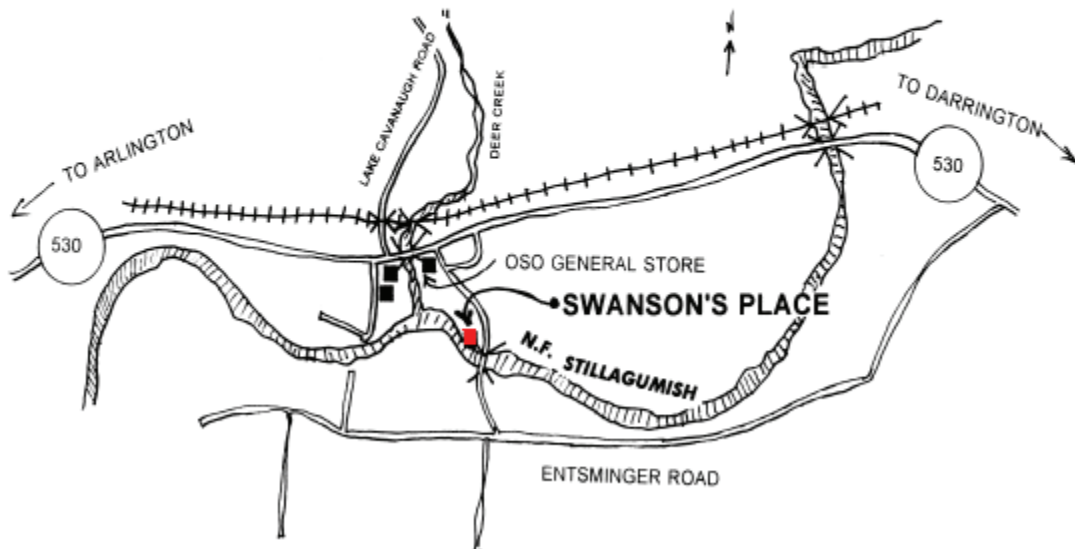 N
LAKE CAVANAUGH ROAD
DEER CREEK
TO ARLINGTON
TO DARRINGTON
530
530
OSO GENERAL STORE
SWANSON'S PLACE
N.F. STILLAGUMISH
ENTSMINGER ROAD